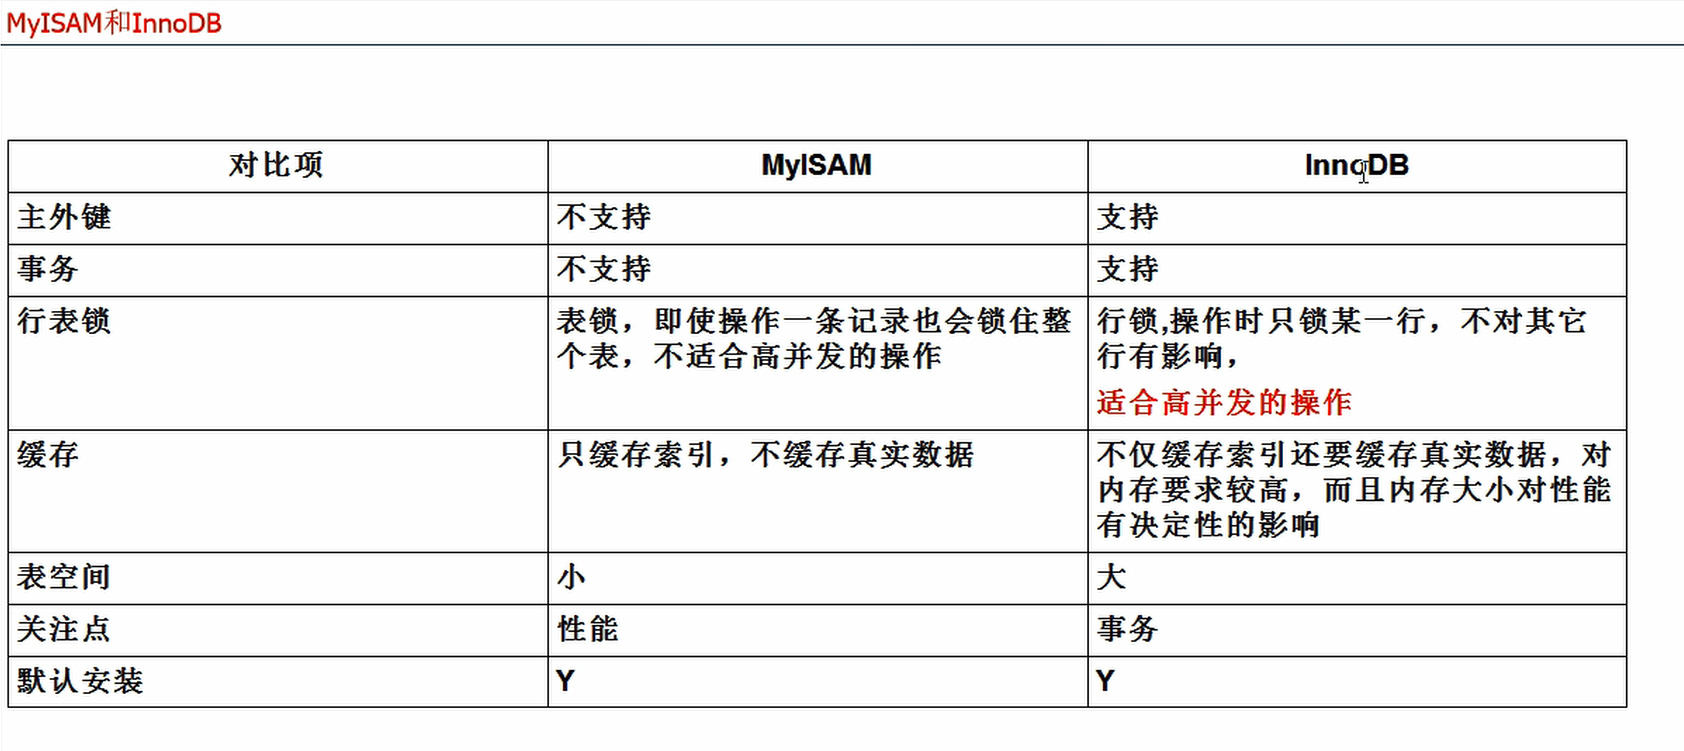 MyISAM和InnoDB
对比项 MyISAM InnoDB
主外键 不支持 支持
事务 不支持 支持
行表锁 表锁，即使操作一条记录也会锁住整 行锁,操作时只锁某一行，不对其它
个表，不适合高并发的操作 行有影响，
适合高并发的操作
缓存 只缓存索引，不缓存真实数据 不仅缓存索引还要缓存真实数据，对
内存要求较高，而且内存大小对性能
有决定性的影响
表空间 小 大
关注点 性能 事务
默认安装 Y Y